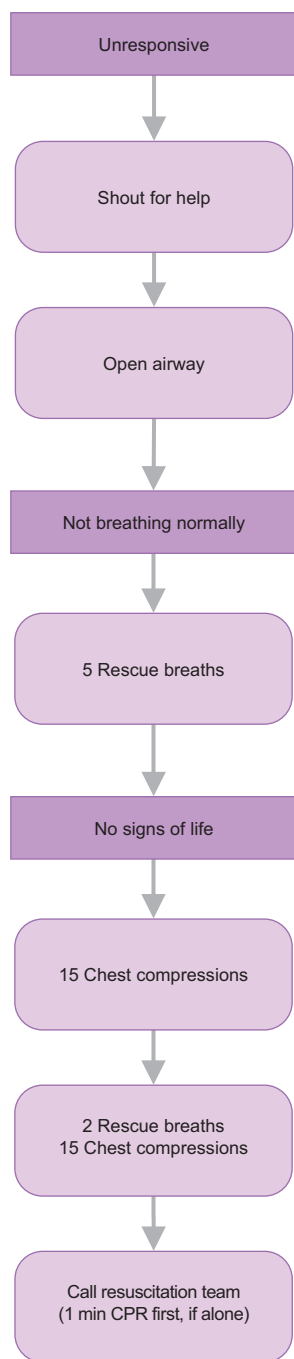 Unresponsive
Shout for help
Open airway
Not breathing normally
5 Rescue breaths
No signs of life
15 Chest compressions
2 Rescue breaths
15 Chest compressions
Call resuscitation team
(1 min CPR first, if alone)